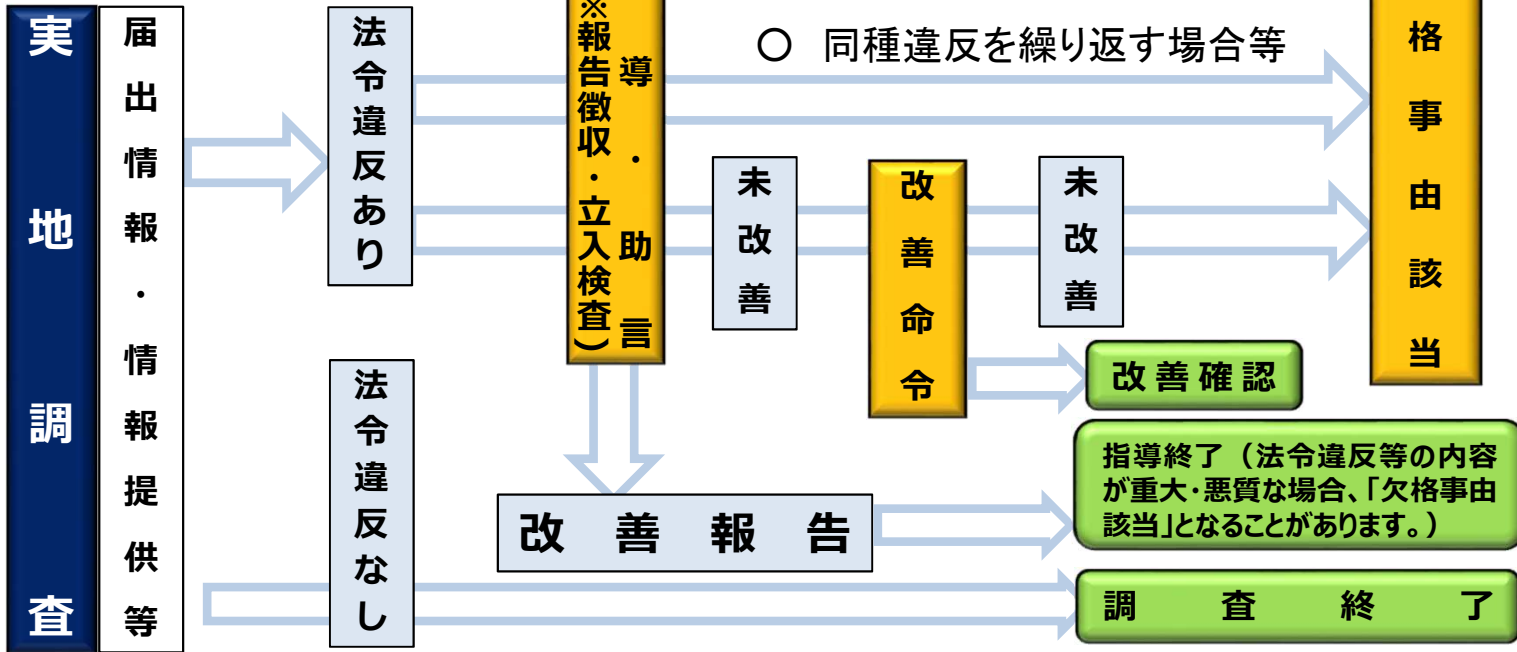 実地調査
届出情報・情報提供等
法令違反あり
法令違反なし
導・助言
※報告徴収・立入検査)
○ 同種違反を繰り返す場合等
未改善
改善命令
未改善
格事由該当
改善確認
改善報告
指導終了(法令違反等の内容
が重大・悪質な場合、「欠格事由
該当」となることがあります。)
調査終了